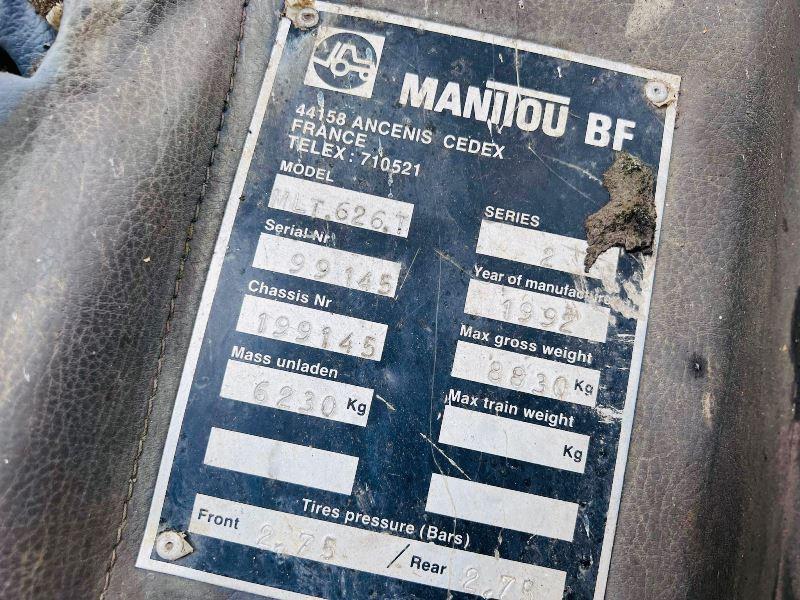 MANITOU BF
44158 ANCENIS CEDEX
FRANCE
TELEX : 710521
MODEL
MLT.626.T
SERIES
2
Serial Nr
99145
Year of manufacture
1992
Chassis Nr
199145
Max gross weight
8830 Kg
Mass unladen
6230 Kg
Max train weight
Kg
Tires pressure (Bars)
Front 2,75 / Rear